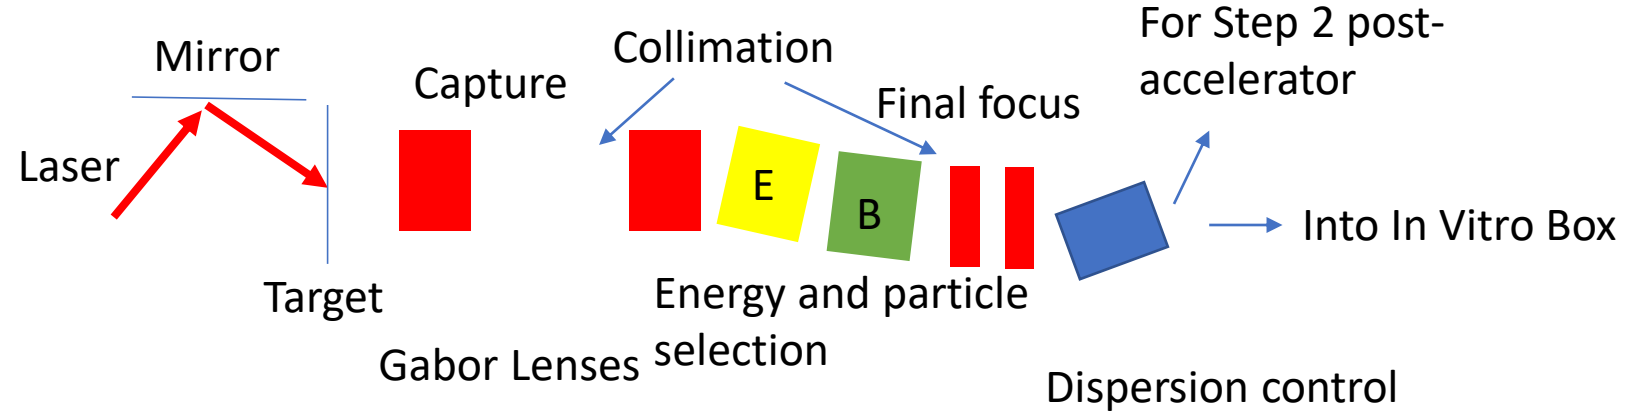 For Step 2 post-
accelerator
Mirror
Collimation
Capture
Final focus
Laser
E
B
Into In Vitro Box
Target
Energy and particle
selection
Gabor Lenses
Dispersion control